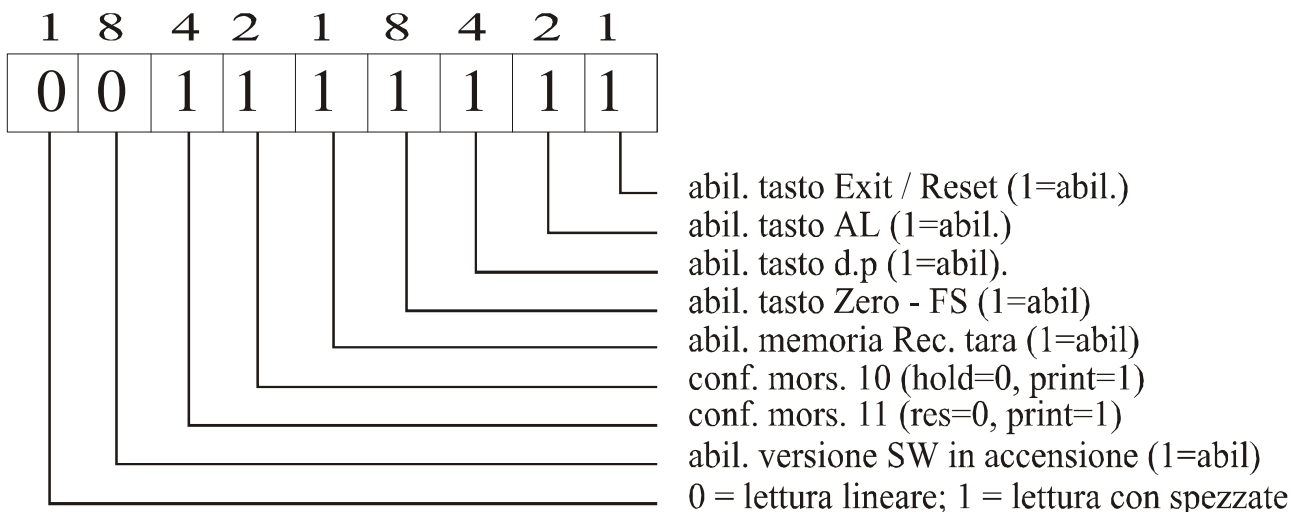 1 8 4 2 1 8 4 2 1
0 0 1 1 1 1 1 1 1
abil. tasto Exit / Reset (1=abil.)
abil. tasto AL (1=abil.)
abil. tasto d.p (1=abil).
abil. tasto Zero - FS (1=abil)
abil. memoria Rec. tara (1=abil)
conf. mors. 10 (hold=0, print=1)
conf. mors. 11 (res=0, print=1)
abil. versione SW in accensione (1=abil)
0 = lettura lineare; 1 = lettura con spezzate